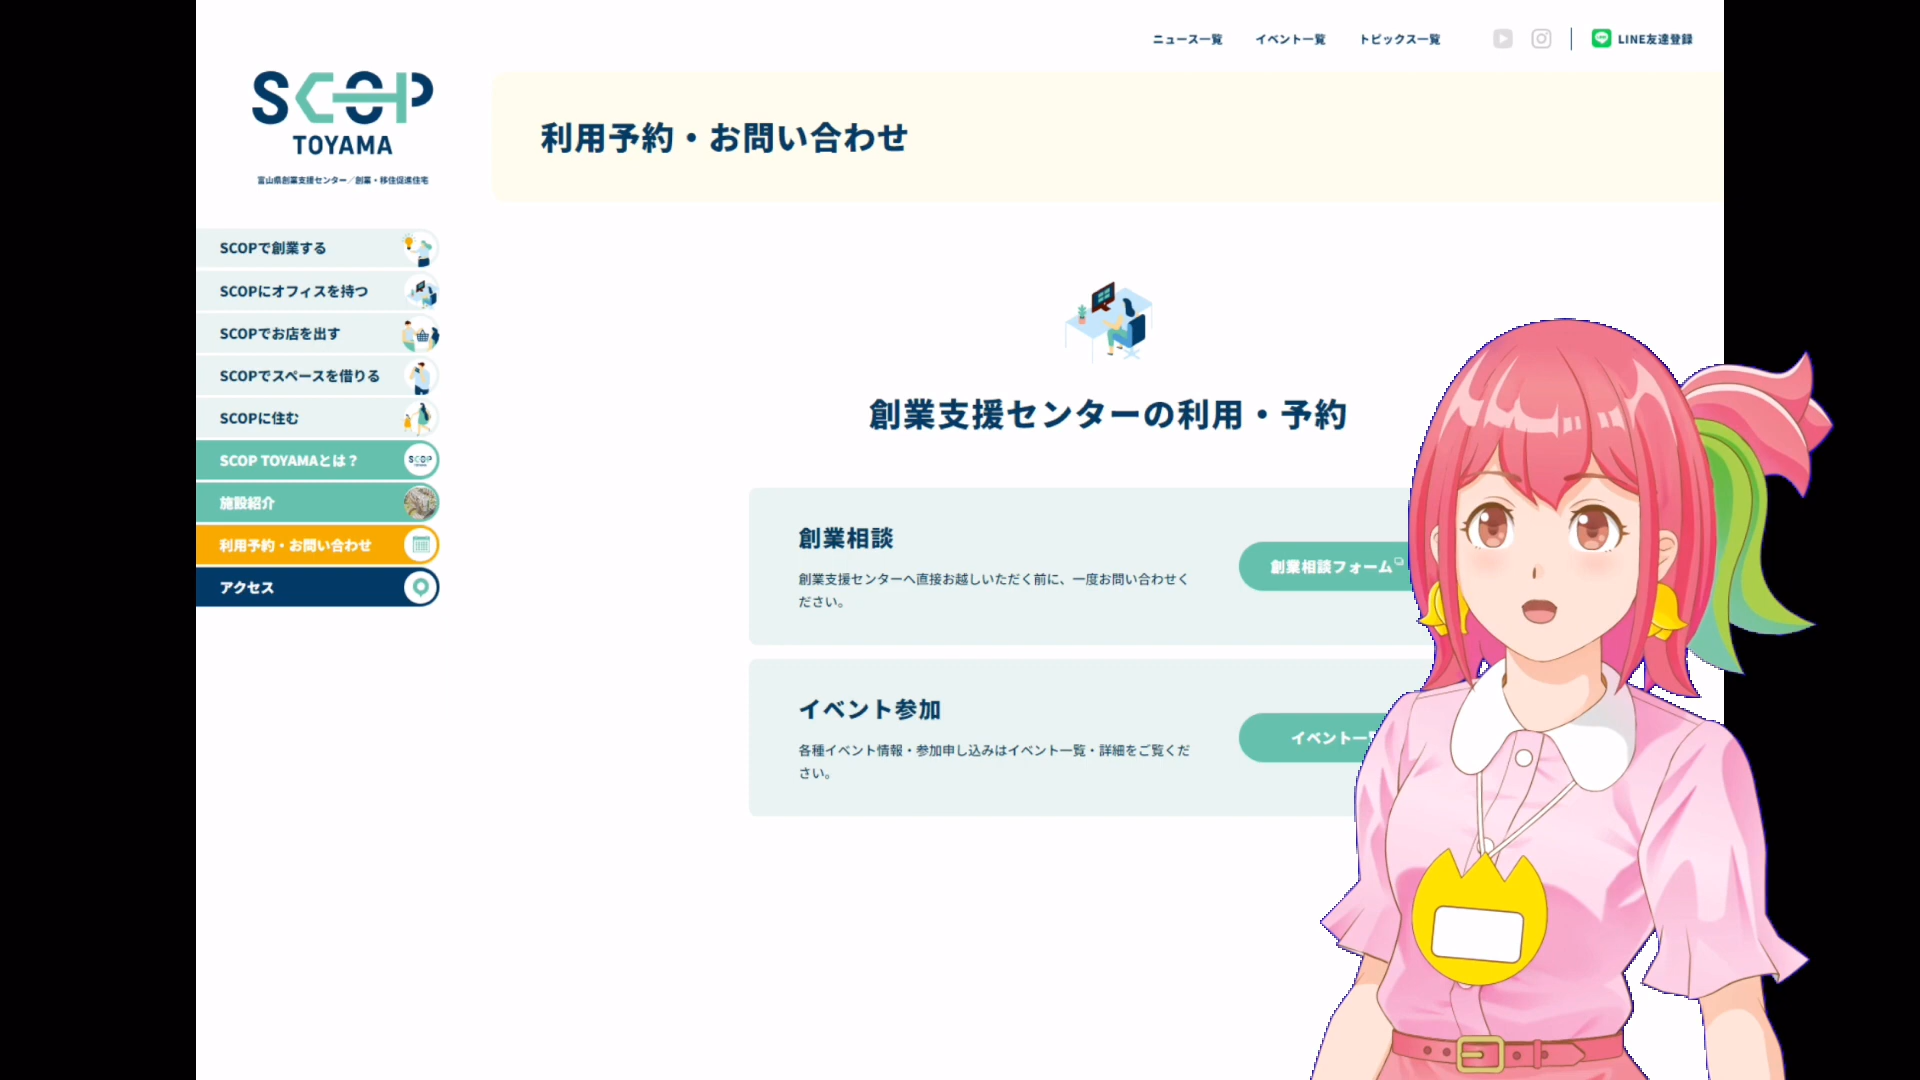 ニュース一覧
イベント一覧
トピックス一覧
LINE友達登録
SCOP
TOYAMA
富山県創業支援センター／創業・移住促進住宅
利用予約・お問い合わせ
SCOPで創業する
SCOPにオフィスを持つ
SCOPでお店を出す
SCOPでスペースを借りる
SCOPに住む
SCOP TOYAMAとは？
施設紹介
利用予約・お問い合わせ
アクセス
創業支援センターの利用・予約
創業相談
創業支援センターへ直接お越しいただく前に、一度お問い合わせく
ださい。
創業相談フォーム
イベント参加
各種イベント情報・参加申し込みはイベント一覧・詳細をご覧くだ
さい。
イベント一